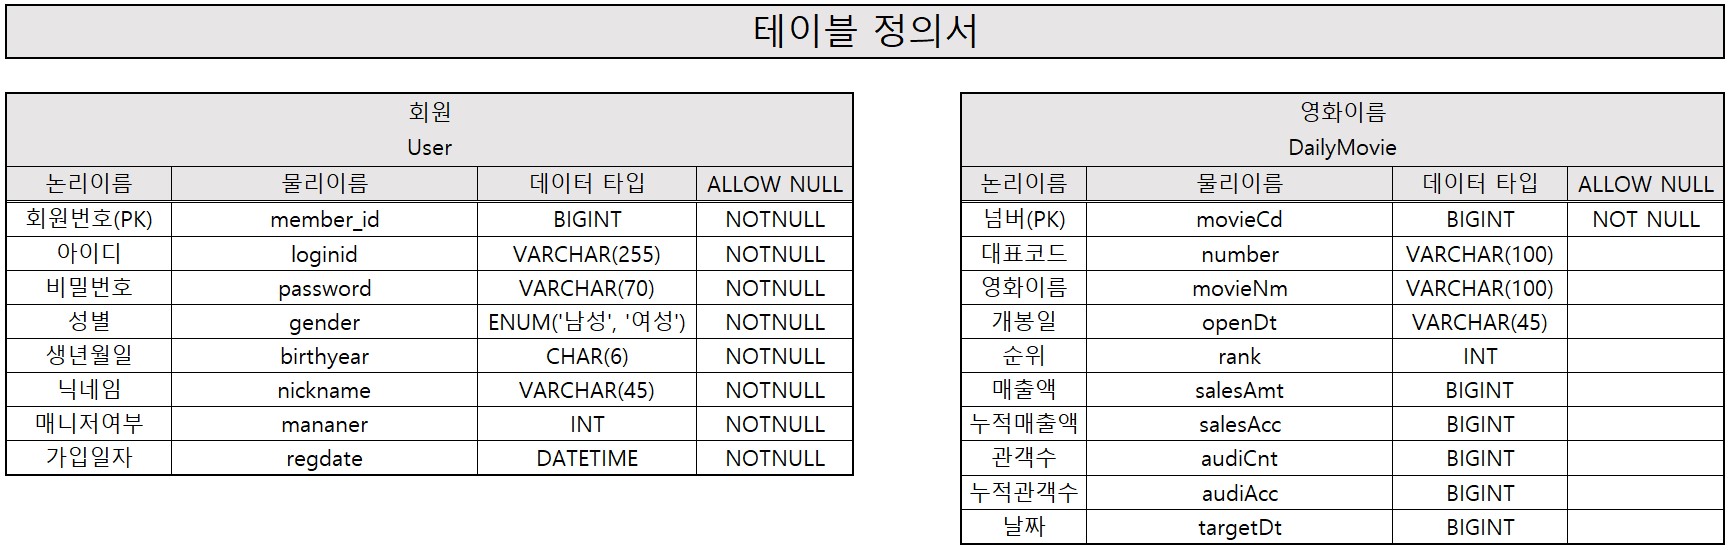 테이블 정의서
회원
User
논리이름 물리이름 데이터 타입 ALLOW NULL
회원번호(PK) member_id BIGINT NOTNULL
아이디 loginid VARCHAR(255) NOTNULL
비밀번호 password VARCHAR(70) NOTNULL
성별 gender ENUM('남성', '여성') NOTNULL
생년월일 birthyear CHAR(6) NOTNULL
닉네임 nickname VARCHAR(45) NOTNULL
매니저여부 mananer INT NOTNULL
가입일자 regdate DATETIME NOTNULL
영화이름
DailyMovie
논리이름 물리이름 데이터 타입 ALLOW NULL
넘버(PK) movieCd BIGINT NOT NULL
대표코드 number VARCHAR(100)
영화이름 movieNm VARCHAR(100)
개봉일 openDt VARCHAR(45)
순위 rank INT
매출액 salesAmt BIGINT
누적매출액 salesAcc BIGINT
관객수 audiCnt BIGINT
누적관객수 audiAcc BIGINT
날짜 targetDt BIGINT